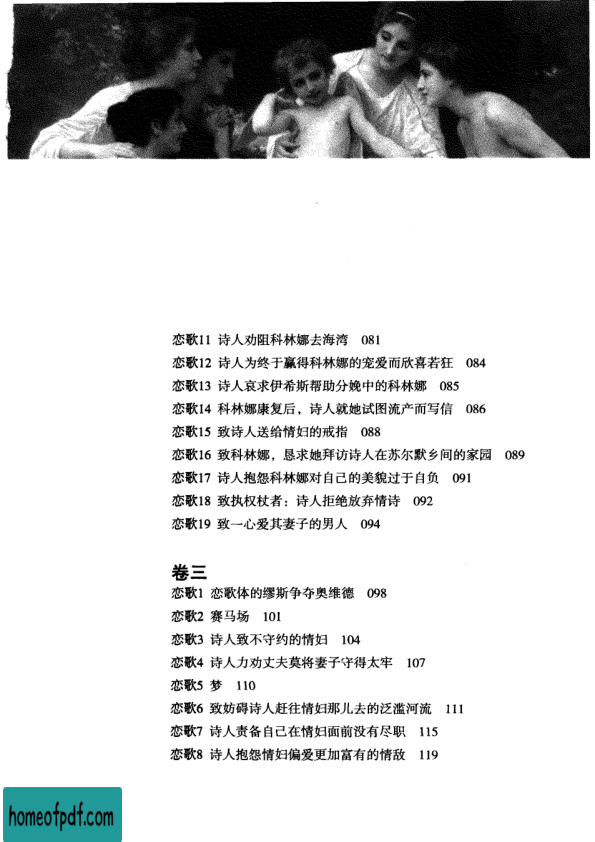 恋歌11 诗人劝阻科林娜去海湾 081
恋歌12 诗人为终于赢得科林娜的宠爱而欣喜若狂 084
恋歌13 诗人哀求伊希斯帮助分娩中的科林娜 085
恋歌14 科林娜康复后，诗人就她试图流产而写信 086
恋歌15 致诗人送给情妇的戒指 088
恋歌16 致科林娜，恳求她拜访诗人在苏尔默乡间的家园 089
恋歌17 诗人抱怨科林娜对自己的美貌过于自负 091
恋歌18 致执权杖者：诗人拒绝放弃情诗 092
恋歌19 致一心爱其妻子的男人 094
卷三
恋歌1 恋歌体的缪斯争夺奥维德 098
恋歌2 赛马场 101
恋歌3 诗人致不守约的情妇 104
恋歌4 诗人力劝丈夫莫将妻子守得太牢 107
恋歌5 梦 110
恋歌6 致妨碍诗人赶往情妇那儿去的泛滥河流 111
恋歌7 诗人责备自己在情妇面前没有尽职 115
恋歌8 诗人抱怨情妇偏爱更加富有的情敌 119
homeofpdf.com